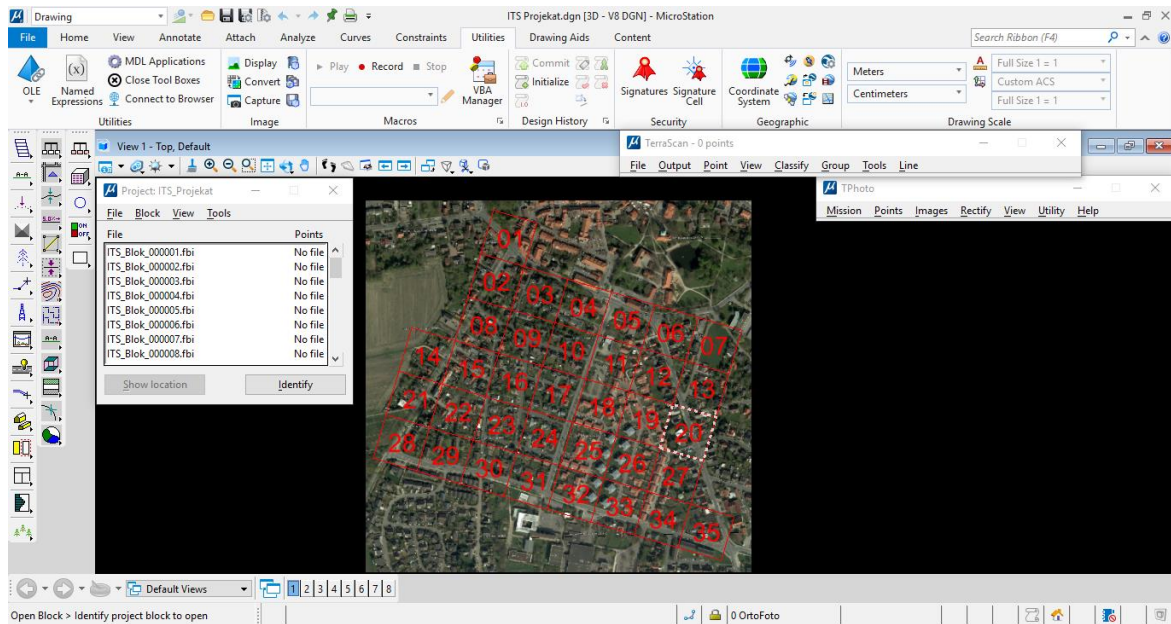 Drawing
ITS Projekat.dgn [3D - V8 DGN] - MicroStation
File Home View Annotate Attach Analyze Curves Constraints Utilities Drawing Aids Content
Search Ribbon (F4)
OLE
Named Expressions
MDL Applications
Close Tool Boxes
Connect to Browser
Utilities
Display
Convert
Capture
Image
Play Record Stop
VBA Manager
Macros
Commit
Initialize
Design History
Signatures
Signature Cell
Security
Coordinate System
Geographic
Meters
Centimeters
Full Size 1 = 1
Custom ACS
Full Size 1 = 1
Drawing Scale
View 1 - Top, Default
TerraScan - 0 points
File Output Point View Classify Group Tools Line
TPhoto
Mission Points Images Rectify View Utility Help
Project: ITS_Projekat
File Block View Tools
File Points
ITS_Blok_000001.fbi No file
ITS_Blok_000002.fbi No file
ITS_Blok_000003.fbi No file
ITS_Blok_000004.fbi No file
ITS_Blok_000005.fbi No file
ITS_Blok_000006.fbi No file
ITS_Blok_000007.fbi No file
ITS_Blok_000008.fbi No file
Show location Identify
01
02 03 04 05 06 07
08 09 10 11 12 13
14 15 16 17 18 19 20
21 22 23 24 25 26 27
28 29 30 31 32 33 34 35
Default Views 1 2 3 4 5 6 7 8
Open Block > Identify project block to open
0 OrtoFoto